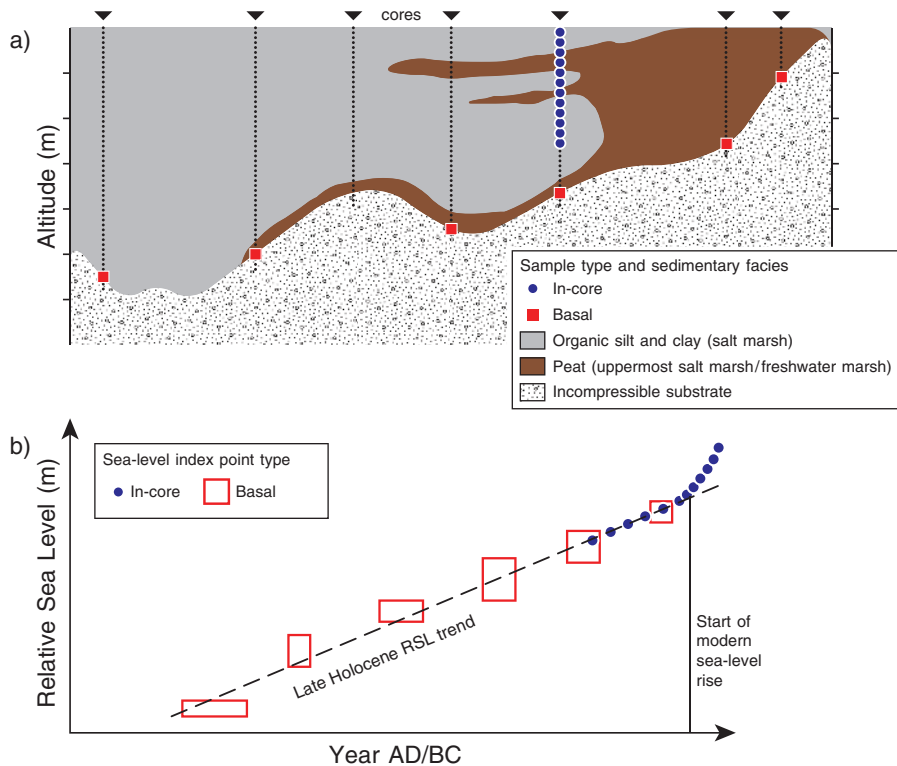 cores
a)
Altitude (m)
Sample type and sedimentary facies
In-core
Basal
Organic silt and clay (salt marsh)
Peat (uppermost salt marsh/freshwater marsh)
Incompressible substrate
b)
Relative Sea Level (m)
Sea-level index point type
In-core Basal
Late Holocene RSL trend
Start of
modern
sea-level
rise
Year AD/BC